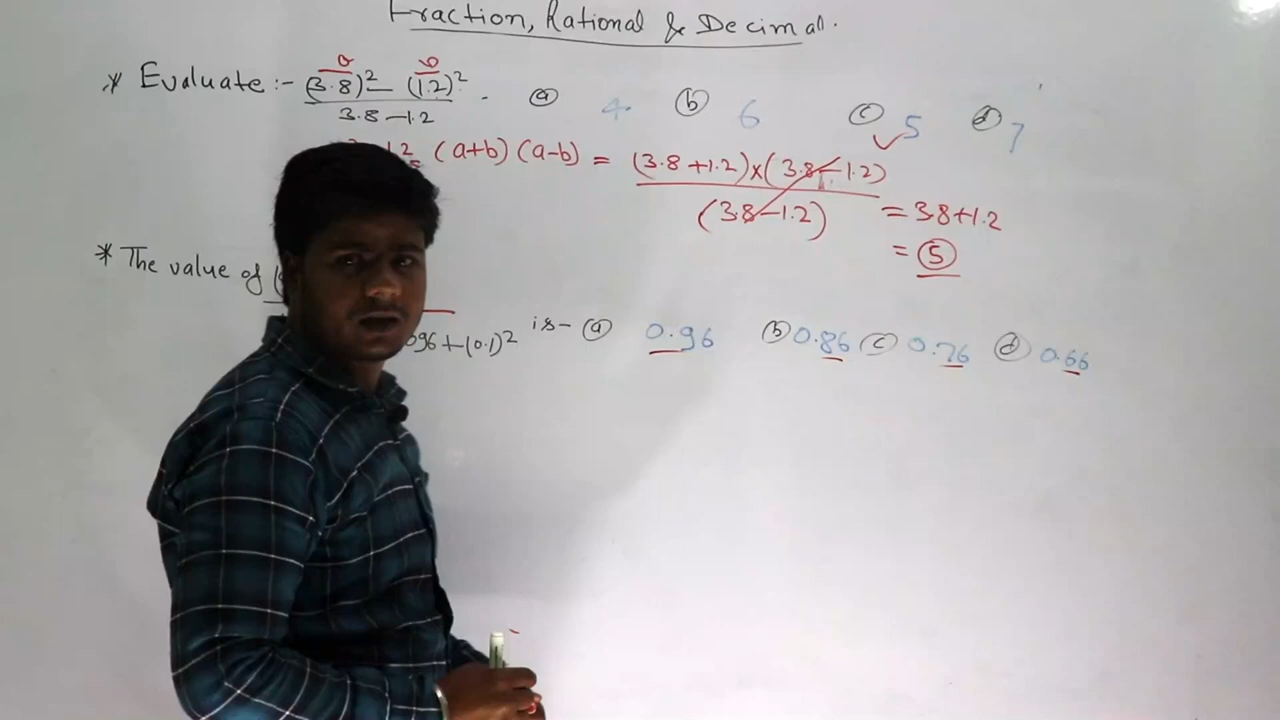 Fraction, Rational & Decimal.
* Evaluate :- (3.8)² — (1.2)² / 3.8 — 1.2 . (a) 4 (b) 6 (c) 5 (d) 7
(a+b) (a-b) = (3.8 +1.2)x(3.8-1.2) / (3.8-1.2) = 3.8+1.2
= 5
* The value of
096 +(0.1)² is- (a) 0.96 (b) 0.86 (c) 0.76 (d) 0.66